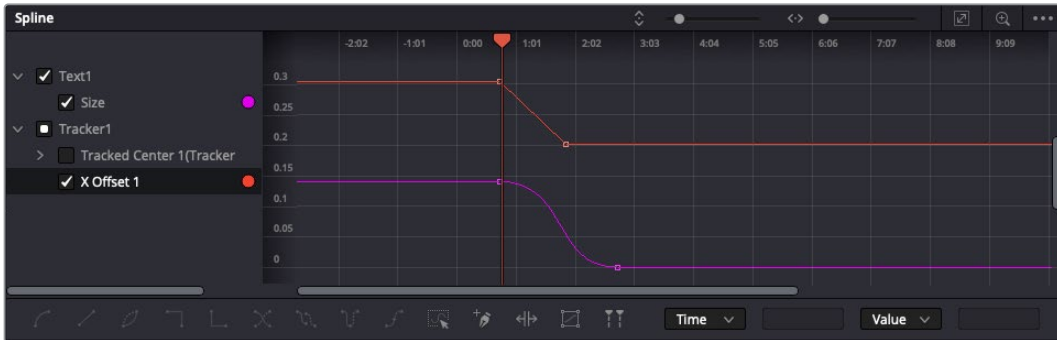 Spline
-2:02 -1:01 0:00 1:01 2:02 3:03 4:04 5:05 6:06 7:07 8:08 9:09
Text1
Size
Tracker1
Tracked Center 1(Tracker
X Offset 1
0.3
0.25
0.2
0.15
0.1
0.05
0
Time
Value